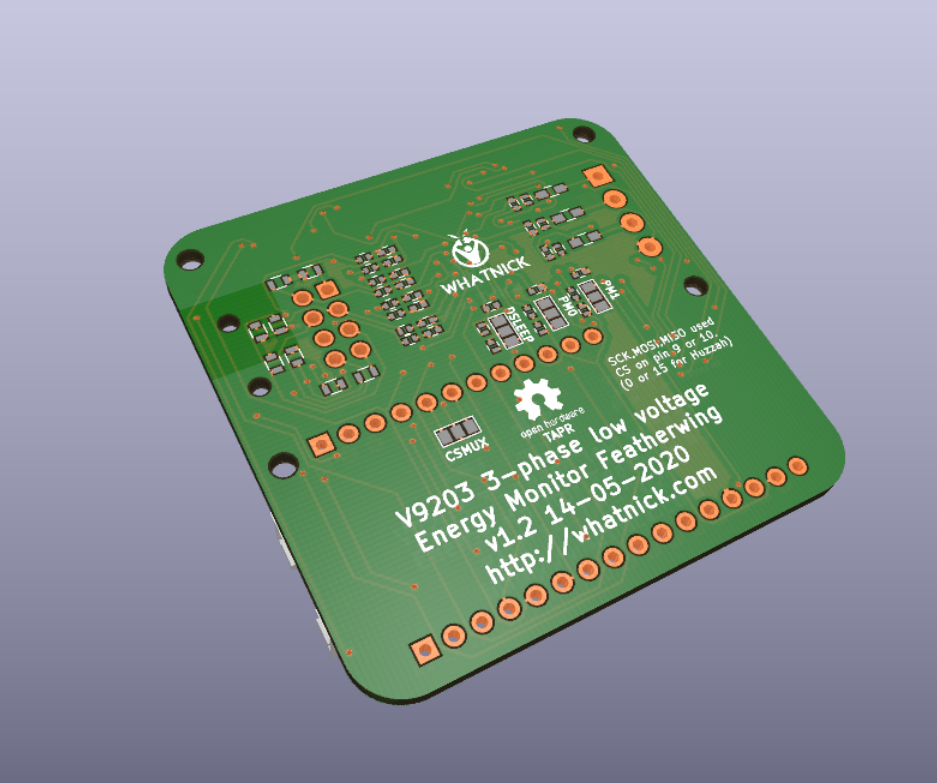 WHATNICK
DSLEEP
PM0
PM1
SCK,MOSI,MISO used
CS on pin 9 or 10.
(0 or 15 for Huzzah)
open hardware
TAPR
CSMUX
V9203 3-phase low voltage
Energy Monitor Featherwing
v1.2 14-05-2020
http://whatnick.com